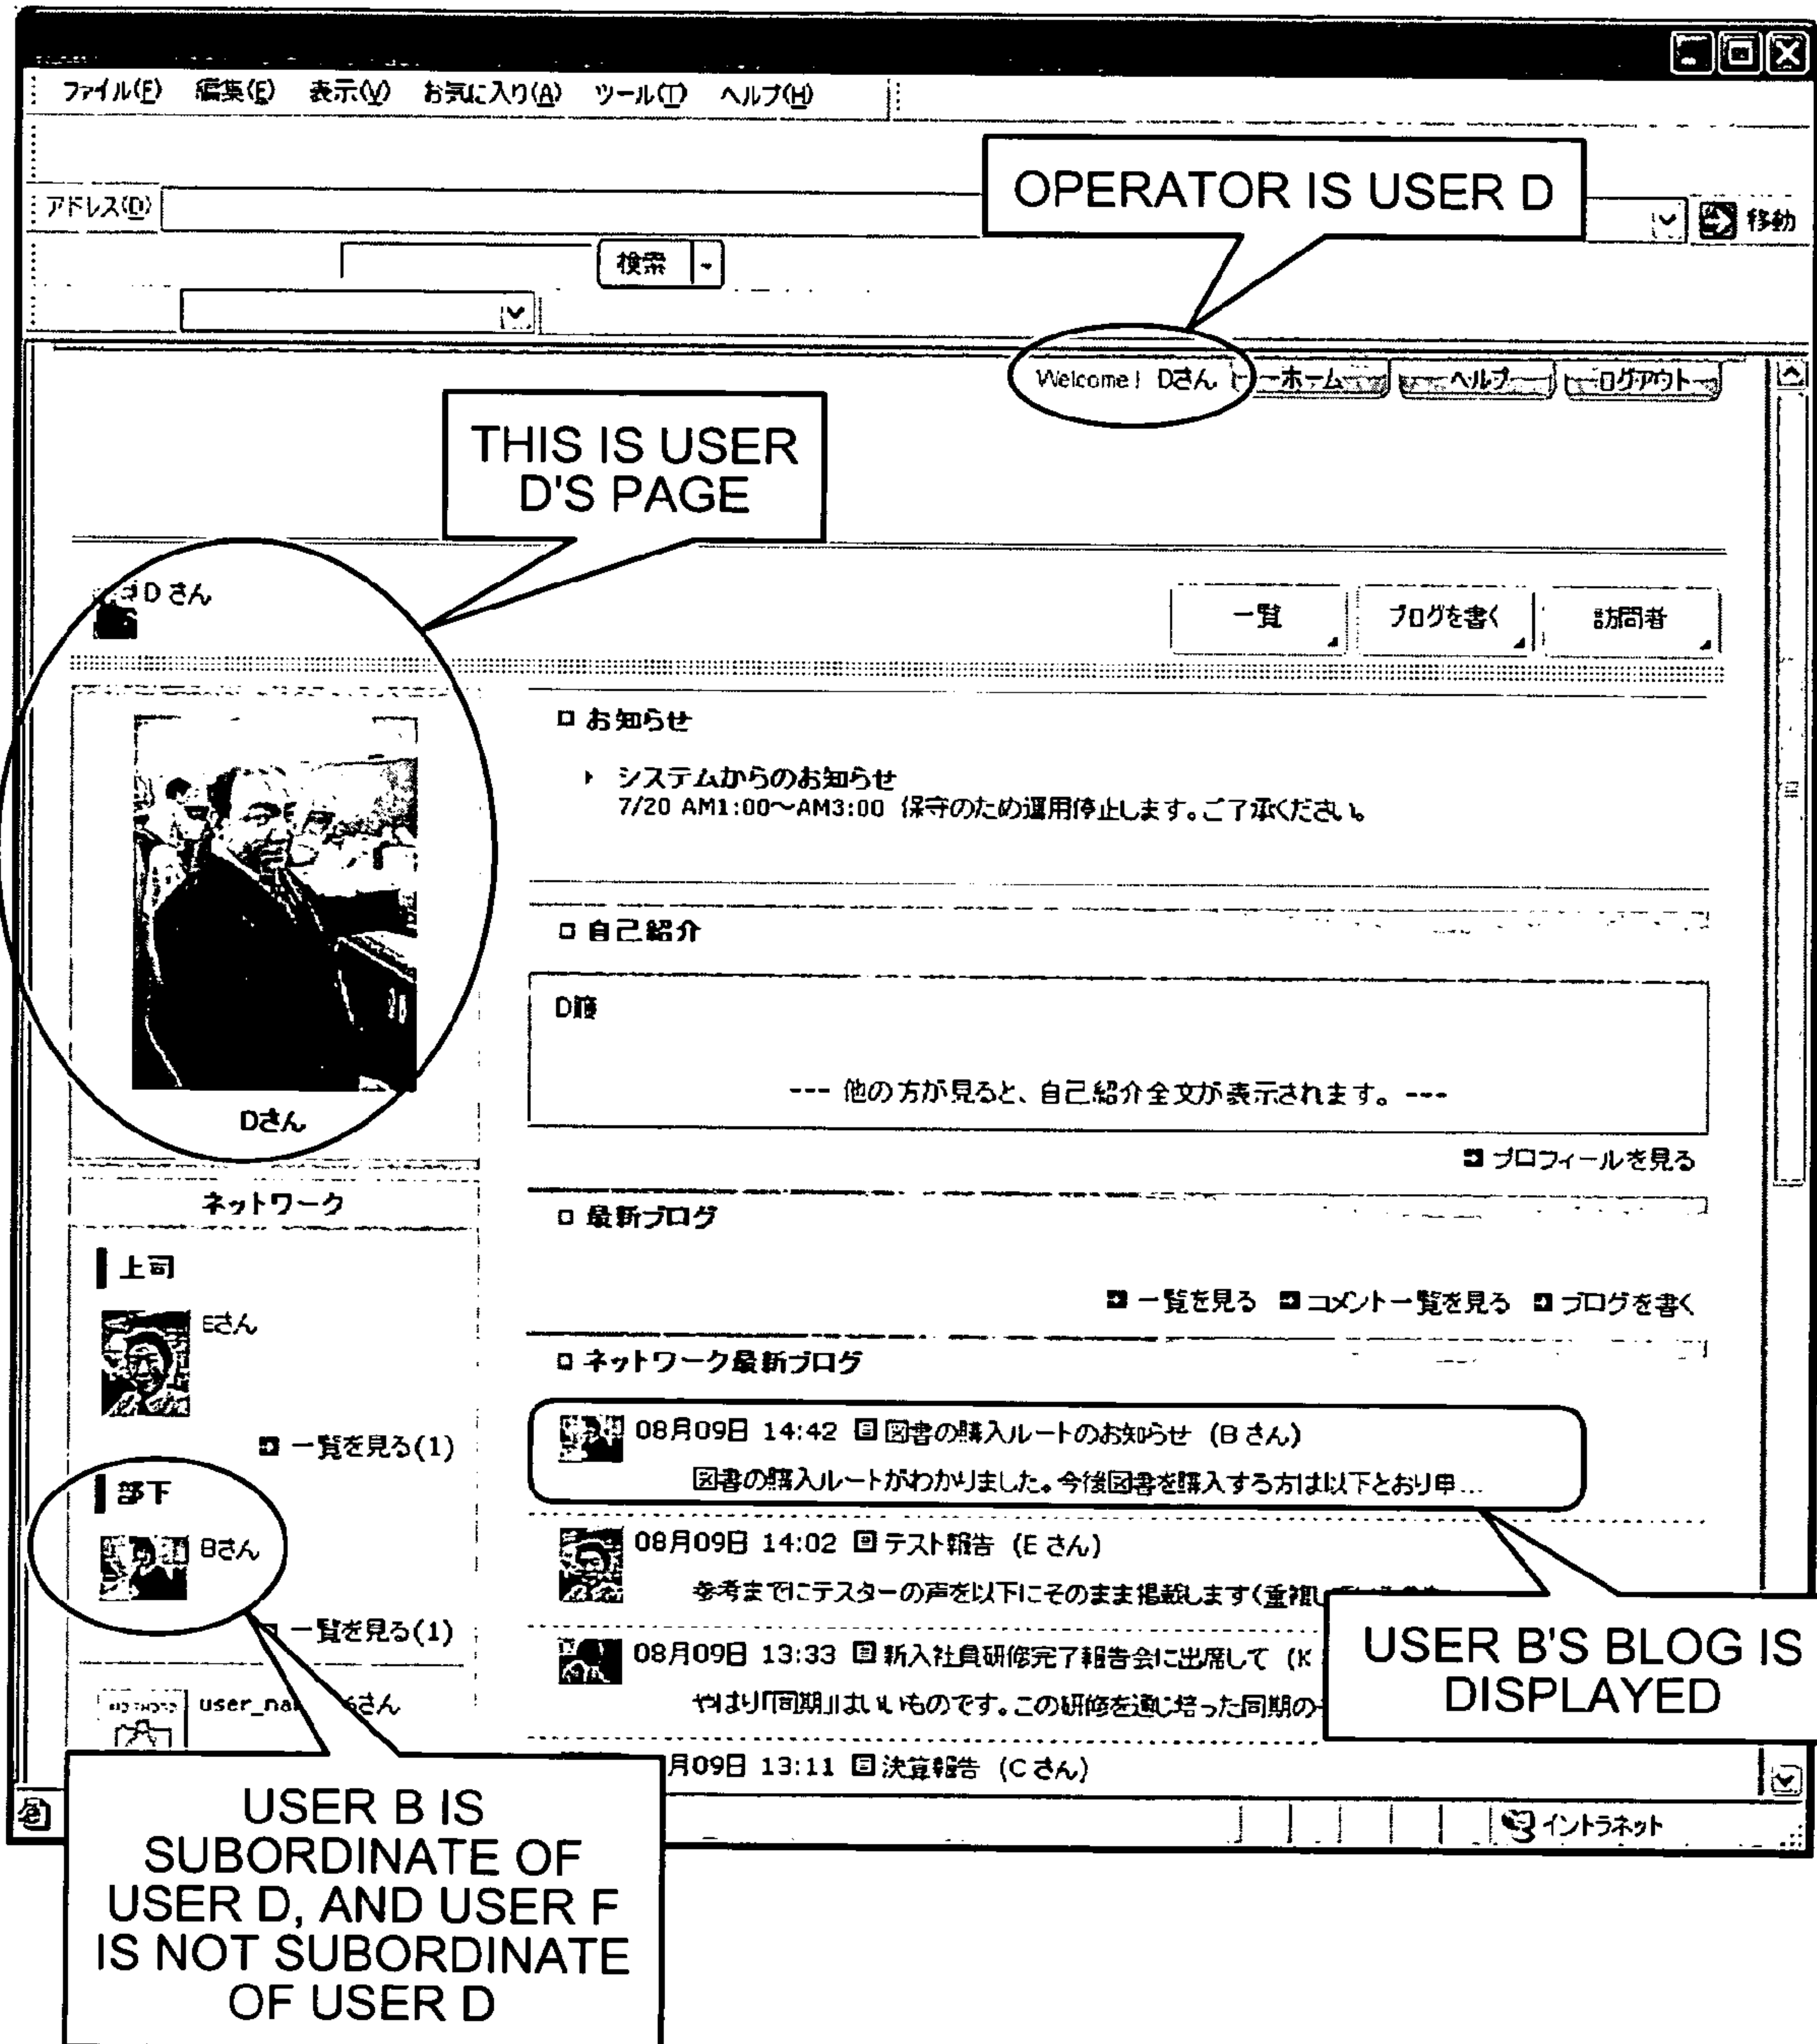 ファイル(F) 編集(E) 表示(V) お気に入り(A) ツール(T) ヘルプ(H)
OPERATOR IS USER D
アドレス(D)
移動
検索
Welcome! Dさん ホーム ヘルプ ログアウト
THIS IS USER
D'S PAGE
D さん
一覧 ブログを書く 訪問者
お知らせ
システムからのお知らせ
7/20 AM1:00～AM3:00 保守のため運用停止します。ご了承ください。
自己紹介
--- 他の方が見ると、自己紹介全文が表示されます。 ---
Dさん
プロフィールを見る
ネットワーク
最新ブログ
上司
Eさん
一覧を見る コメント一覧を見る ブログを書く
ネットワーク最新ブログ
一覧を見る(1)
08月09日 14:42 図書の購入ルートのお知らせ (B さん)
図書の購入ルートがわかりました。今後図書を購入する方は以下とおり申...
部下
Bさん
08月09日 14:02 テスト報告 (E さん)
参考までにテスターの声を以下にそのまま掲載します(重複し
一覧を見る(1)
08月09日 13:33 新入社員研修完了報告会に出席して (K
やはり「同期」はいいものです。この研修を通じ培った同期の
USER B'S BLOG IS
DISPLAYED
NO PHOTO
さん
月09日 13:11 決算報告 (C さん)
USER B IS
SUBORDINATE OF
USER D, AND USER F
IS NOT SUBORDINATE
OF USER D
イントラネット